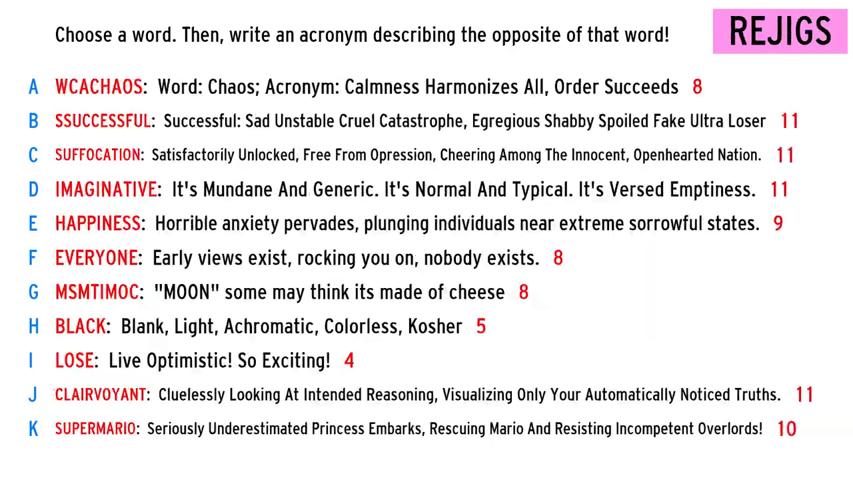 Choose a word. Then, write an acronym describing the opposite of that word!
REJIGS
A WCACHAOS: Word: Chaos; Acronym: Calmness Harmonizes All, Order Succeeds 8
B SSUCCESSFUL: Successful: Sad Unstable Cruel Catastrophe, Egregious Shabby Spoiled Fake Ultra Loser 11
C SUFFOCATION: Satisfactorily Unlocked, Free From Opression, Cheering Among The Innocent, Openhearted Nation. 11
D IMAGINATIVE: It's Mundane And Generic. It's Normal And Typical. It's Versed Emptiness. 11
E HAPPINESS: Horrible anxiety pervades, plunging individuals near extreme sorrowful states. 9
F EVERYONE: Early views exist, rocking you on, nobody exists. 8
G MSMTIMOC: "MOON" some may think its made of cheese 8
H BLACK: Blank, Light, Achromatic, Colorless, Kosher 5
I LOSE: Live Optimistic! So Exciting! 4
J CLAIRVOYANT: Cluelessly Looking At Intended Reasoning, Visualizing Only Your Automatically Noticed Truths. 11
K SUPERMARIO: Seriously Underestimated Princess Embarks, Rescuing Mario And Resisting Incompetent Overlords! 10